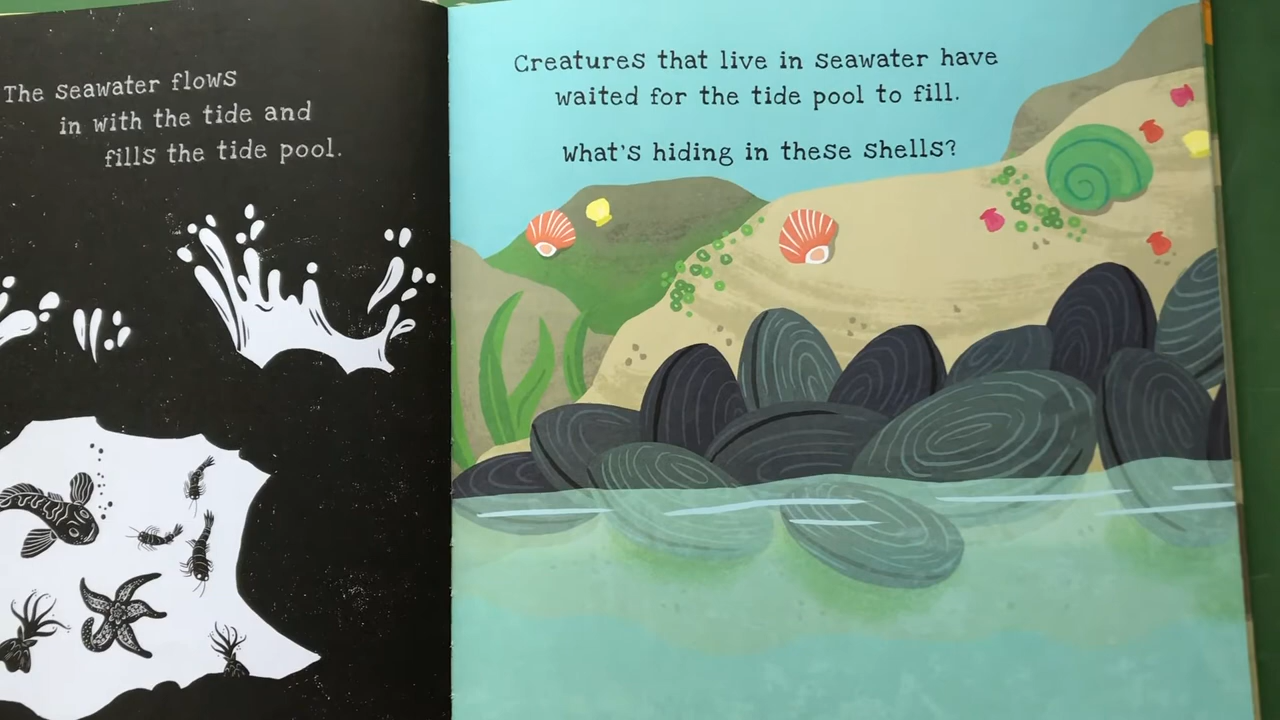 The seawater flows
in with the tide and
fills the tide pool.
Creatures that live in seawater have
waited for the tide pool to fill.
What's hiding in these shells?